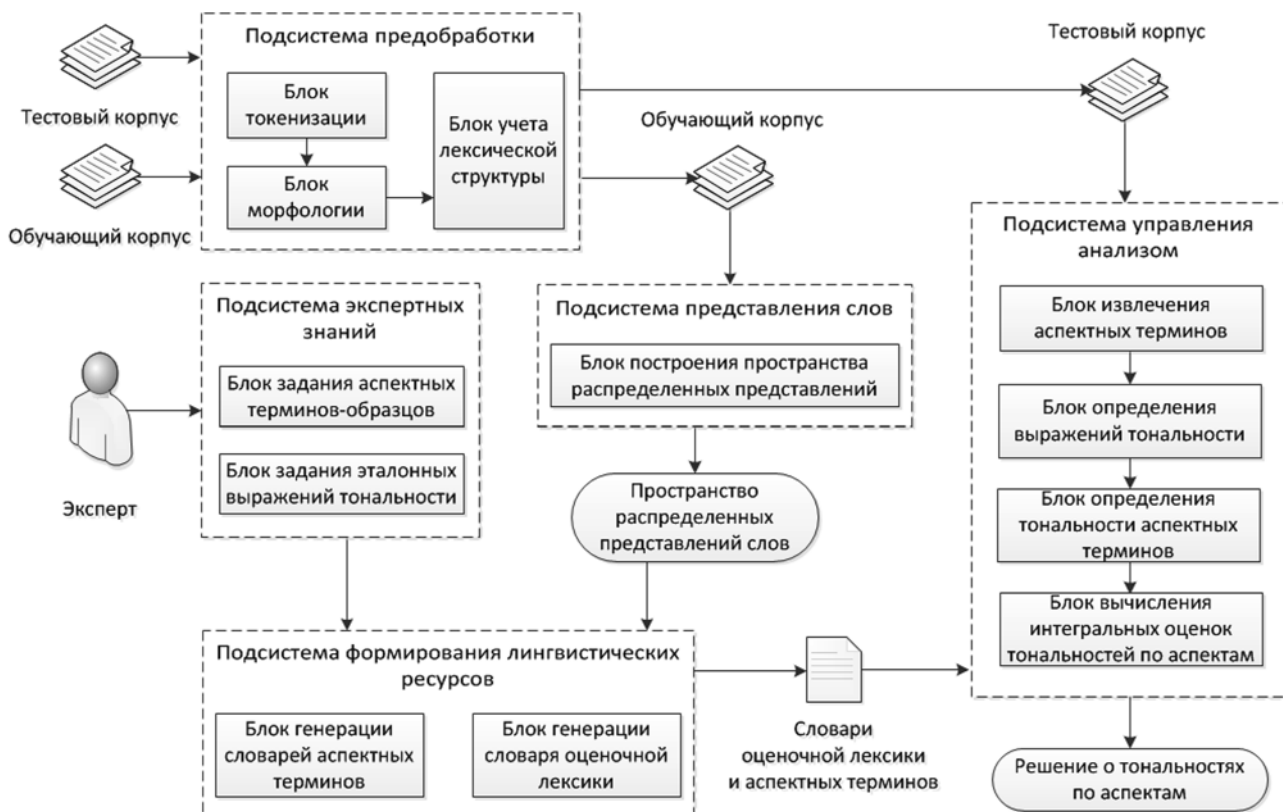 Подсистема предобработки
Блок
токенизации
Блок
морфологии
Блок учета
лексической
структуры
Тестовый корпус
Обучающий корпус
Тестовый корпус
Обучающий корпус
Подсистема экспертных
знаний
Блок задания аспектных
терминов-образцов
Блок задания эталонных
выражений тональности
Эксперт
Подсистема представления слов
Блок построения пространства
распределенных представлений
Пространство
распределенных
представлений слов
Подсистема управления
анализом
Блок извлечения
аспектных терминов
Блок определения
выражений тональности
Блок определения
тональности аспектных
терминов
Блок вычисления
интегральных оценок
тональностей по аспектам
Подсистема формирования лингвистических
ресурсов
Блок генерации
словарей аспектных
терминов
Блок генерации
словаря оценочной
лексики
Словари
оценочной лексики
и аспектных терминов
Решение о тональностях
по аспектам